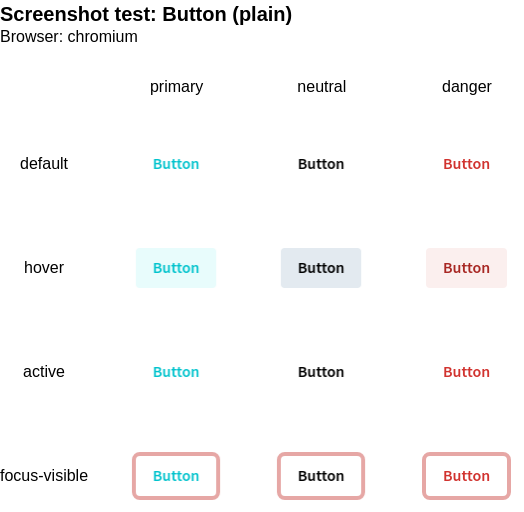 Screenshot test: Button (plain)
Browser: chromium
primary neutral danger
default Button Button Button
hover Button Button Button
active Button Button Button
focus-visible Button Button Button